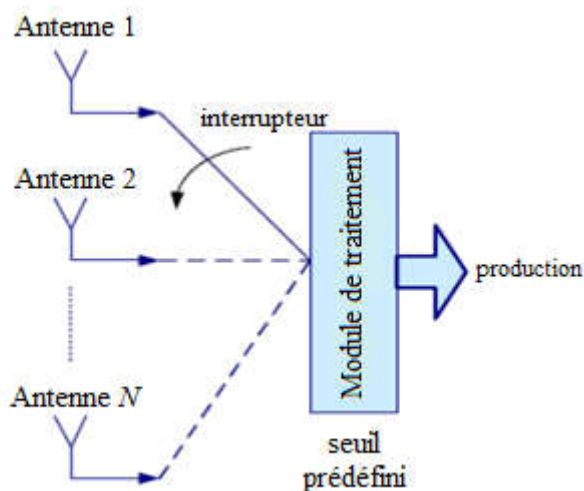 Antenne 1
interrupteur
Antenne 2
Module de traitement
production
Antenne N
seuil
prédéfini